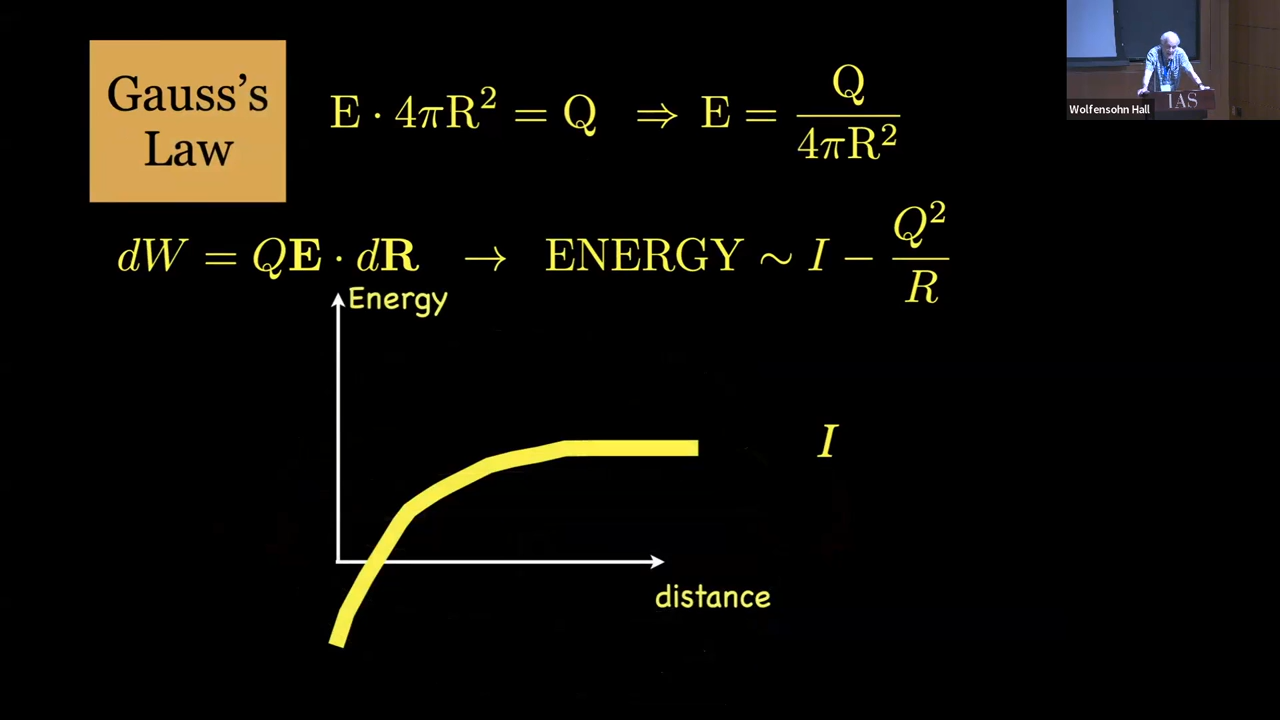 Gauss's
Law
E · 4πR² = Q ⇒ E = Q / 4πR²
dW = QE · dR → ENERGY ~ I − Q² / R
Energy
I
distance
Wolfensohn Hall
IAS